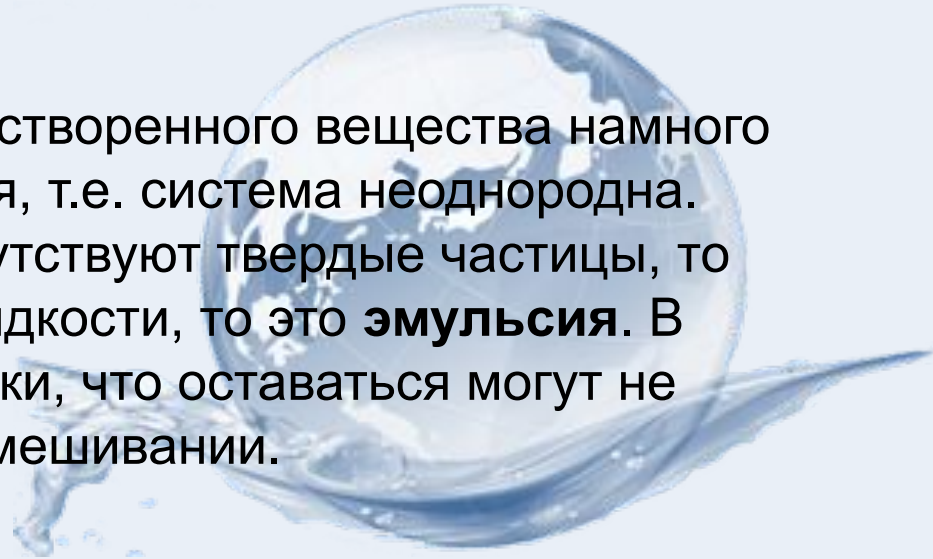 створенного вещества намного
я, т.е. система неоднородна.
утствуют твердые частицы, то
дкости, то это эмульсия. В
ки, что оставаться могут не
мешивании.